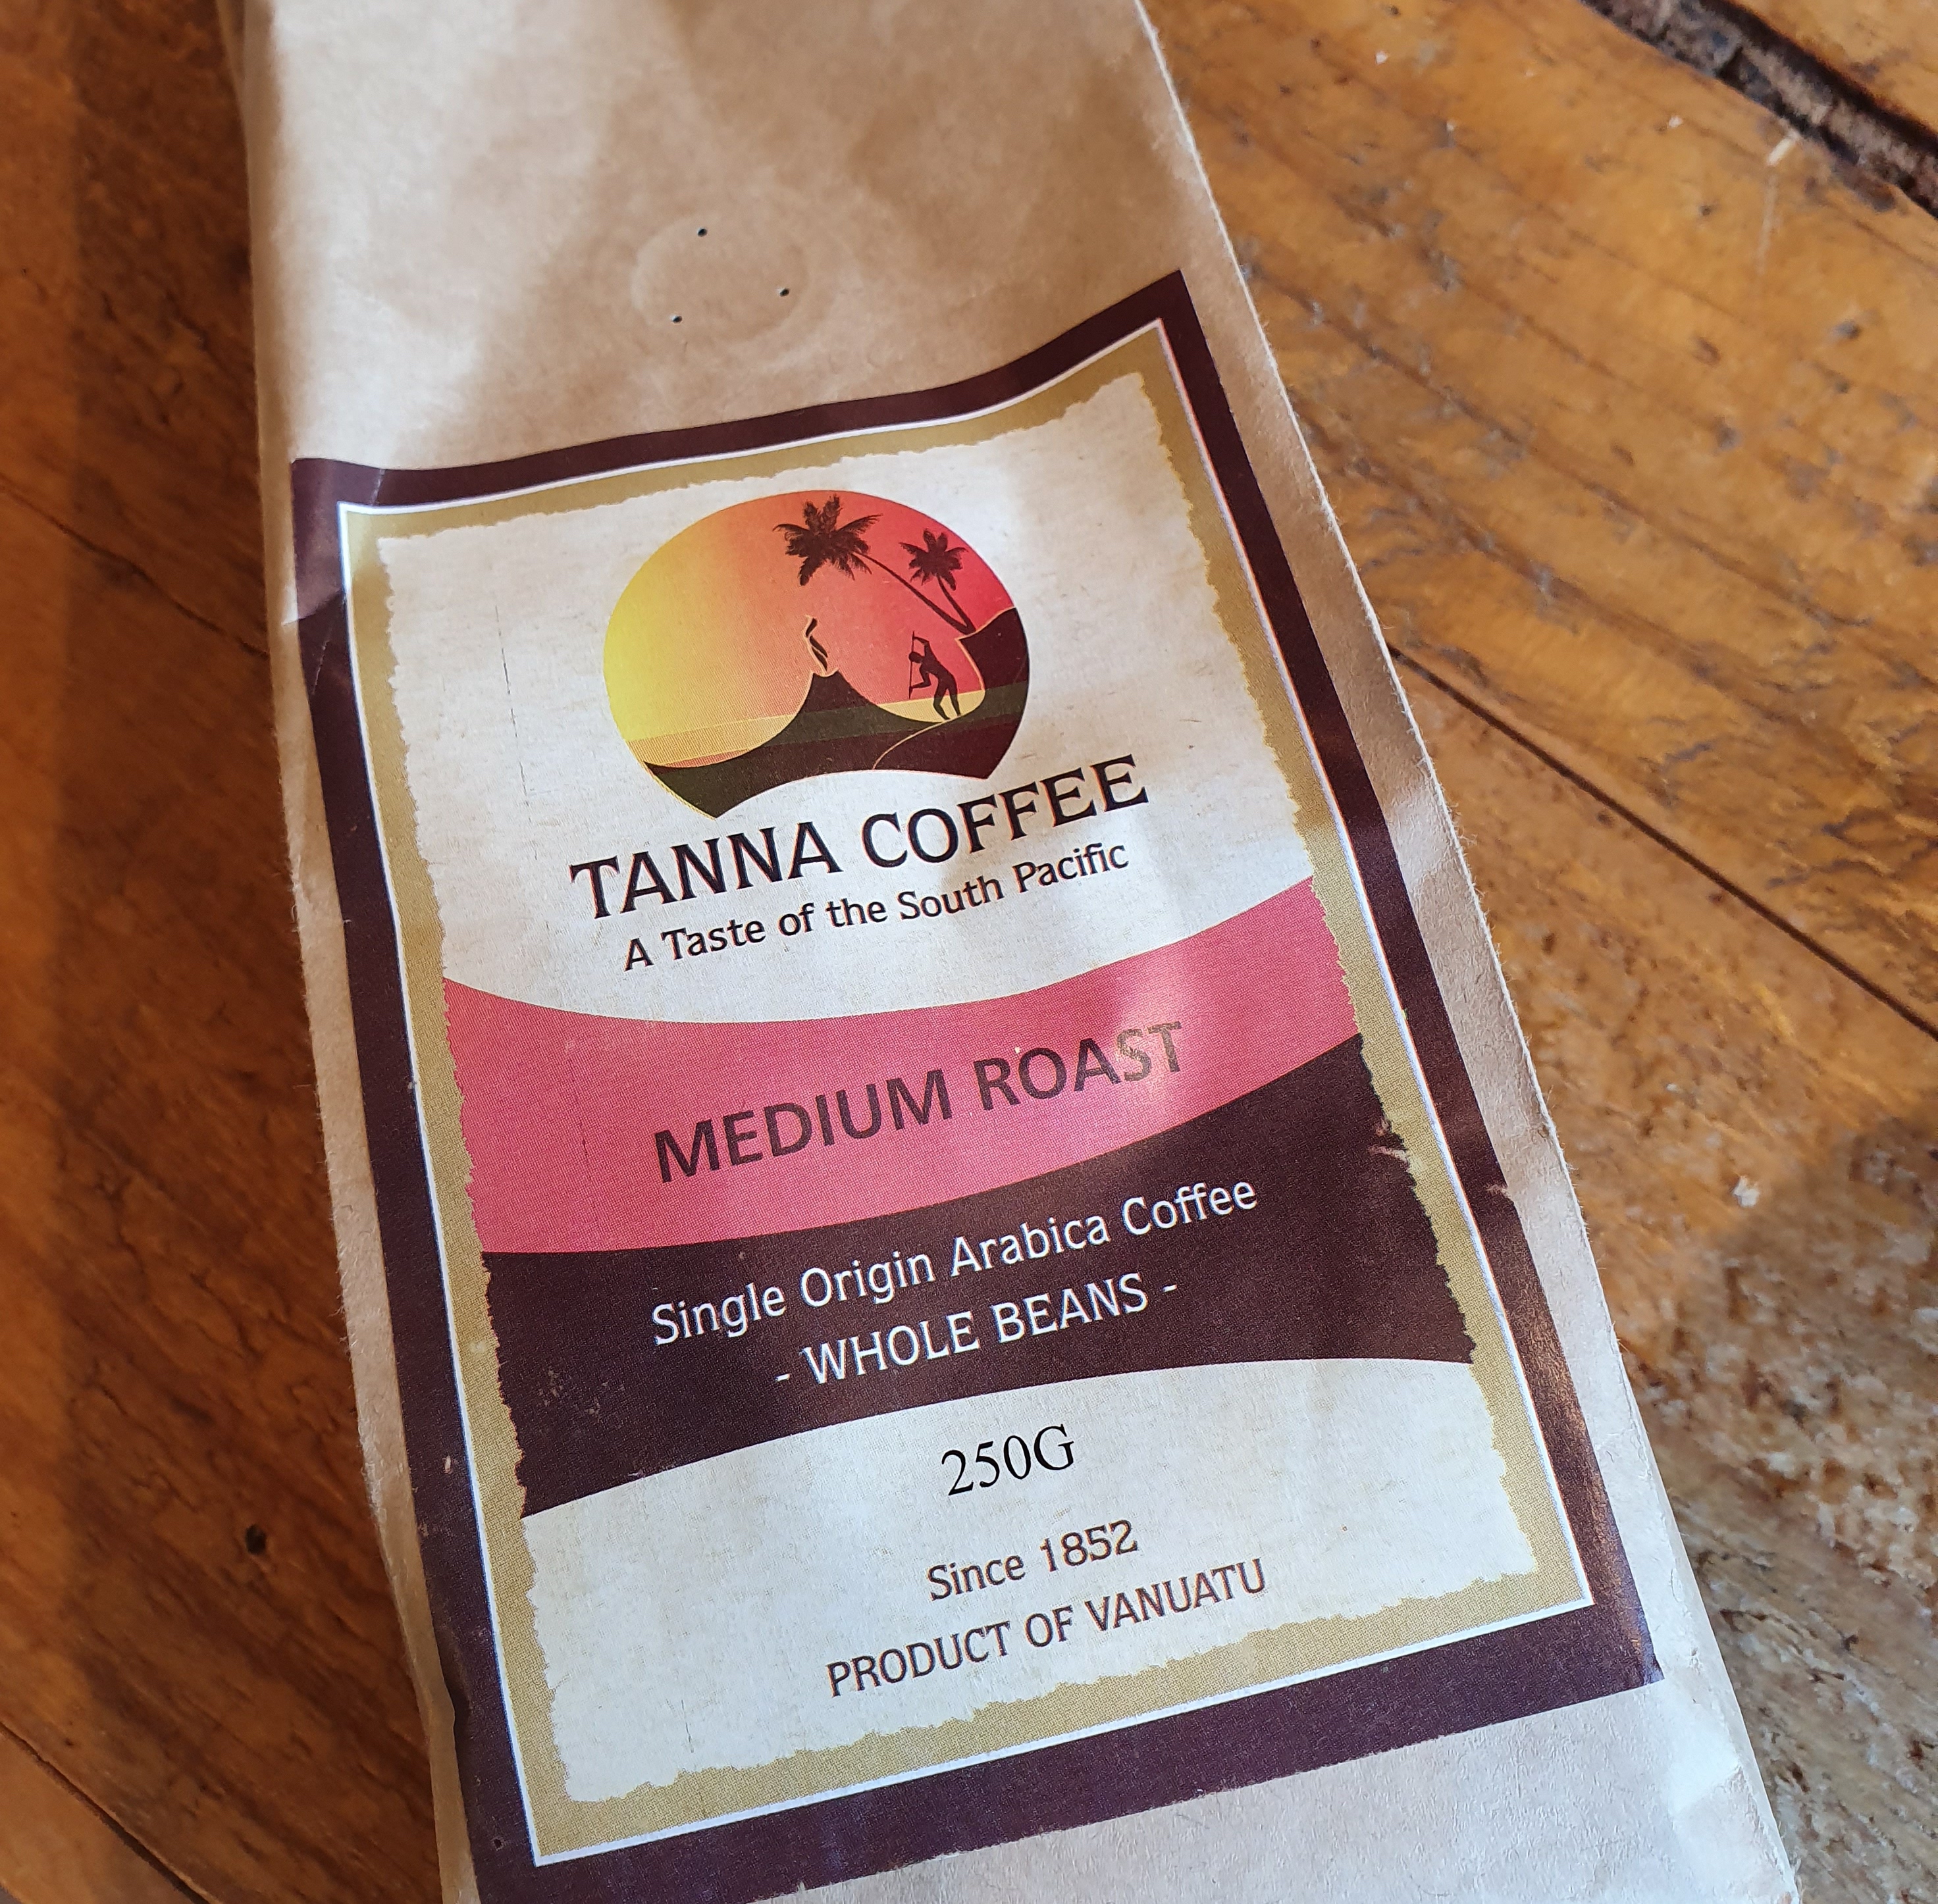 TANNA COFFEE
A Taste of the South Pacific
MEDIUM ROAST
Single Origin Arabica Coffee
- WHOLE BEANS -
250G
Since 1852
PRODUCT OF VANUATU